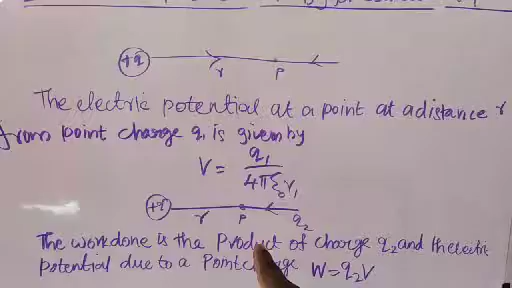 +q
r
P
The electric potential at a point at a distance r
from point charge q, is given by
V = q₁ / 4πξ₀r₁
+q
r P q₂
The workdone is the Product of charge q₂ and the electric
potential due to a Point charge W = q₂V